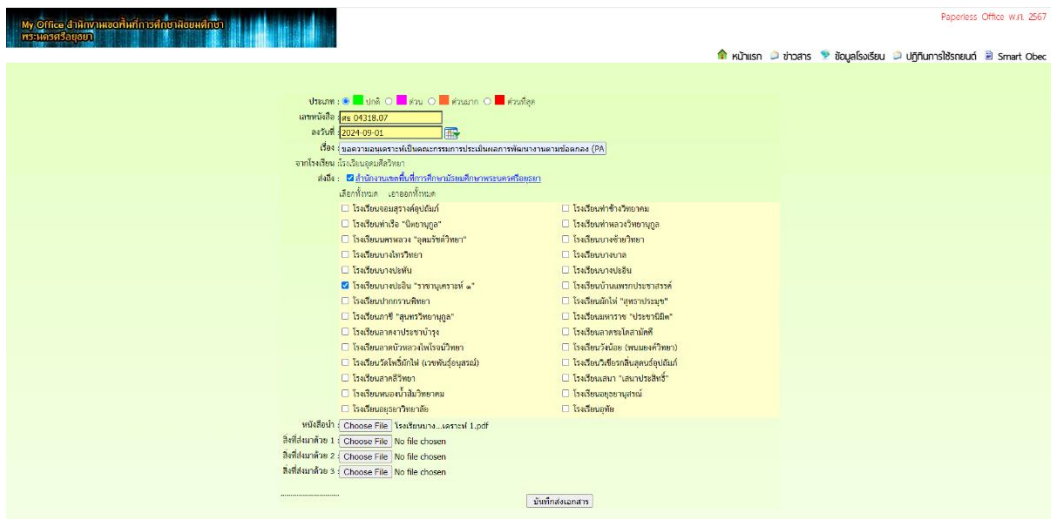 My Office สำนักงานเขตพื้นที่การศึกษามัธยมศึกษา
พระนครศรีอยุธยา
Paperless Office พ.ศ. 2567
หน้าแรก ข่าวสาร ข้อมูลโรงเรียน ปฏิทินการใช้รถยนต์ Smart Obec
ประเภท : ปกติ ด่วน ด่วนมาก ด่วนที่สุด
เลขหนังสือ : ศธ 04318.07
ลงวันที่ : 2024-09-01
เรื่อง : ขอความอนุเคราะห์เป็นคณะกรรมการประเมินผลการพัฒนางานตามข้อตกลง (PA
จากโรงเรียน : โรงเรียนอุดมศีลวิทยา
ส่งถึง : สำนักงานเขตพื้นที่การศึกษามัธยมศึกษาพระนครศรีอยุธยา
เลือกทั้งหมด เอาออกทั้งหมด
โรงเรียนจอมสุรางค์อุปถัมภ์ โรงเรียนท่าช้างวิทยาคม
โรงเรียนท่าเรือ "นิตยานุกูล" โรงเรียนท่าหลวงวิทยานุกูล
โรงเรียนนครหลวง "อุดมรัชต์วิทยา" โรงเรียนบางซ้ายวิทยา
โรงเรียนบางไทรวิทยา โรงเรียนบางบาล
โรงเรียนบางปะหัน โรงเรียนบางปะอิน
โรงเรียนบางปะอิน "ราชานุเคราะห์ ๑" โรงเรียนบ้านแพรกประชาสรรค์
โรงเรียนปากกรานพิทยา โรงเรียนผักไห่ "สุทธาประมุข"
โรงเรียนภาชี "สุนทรวิทยานุกูล" โรงเรียนมหาราช "ประชานิมิต"
โรงเรียนลาดงาประชาบำรุง โรงเรียนลาดชะโดสามัคคี
โรงเรียนลาดบัวหลวงไพโรจน์วิทยา โรงเรียนวังน้อย (พนมยงค์วิทยา)
โรงเรียนวัดโพธิ์ผักไห่ (เวชพันธุ์อนุสรณ์) โรงเรียนวิเชียรกลิ่นสุคนธ์อุปถัมภ์
โรงเรียนสาคลีวิทยา โรงเรียนเสนา "เสนาประสิทธิ์"
โรงเรียนหนองน้ำส้มวิทยาคม โรงเรียนอยุธยานุสรณ์
โรงเรียนอยุธยาวิทยาลัย โรงเรียนอุทัย
หนังสือนำ : Choose File โรงเรียนบาง...เคราะห์ 1.pdf
สิ่งที่ส่งมาด้วย 1 : Choose File No file chosen
สิ่งที่ส่งมาด้วย 2 : Choose File No file chosen
สิ่งที่ส่งมาด้วย 3 : Choose File No file chosen
บันทึกส่งเอกสาร